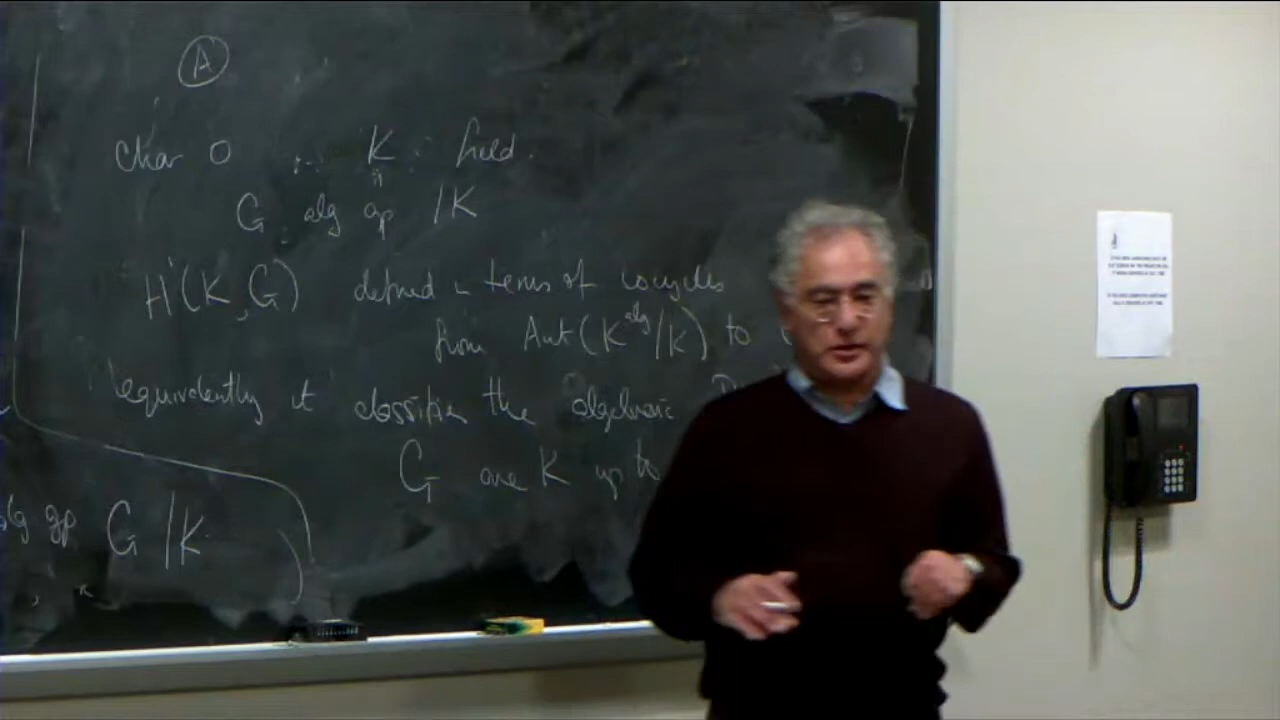 A
char 0 K field.
G alg gp /K
H¹(K, G) defined terms of cocycles
from Aut(K^alg/K) to
equivalently it classifies the algebraic
G over K up to
alg gp G /K